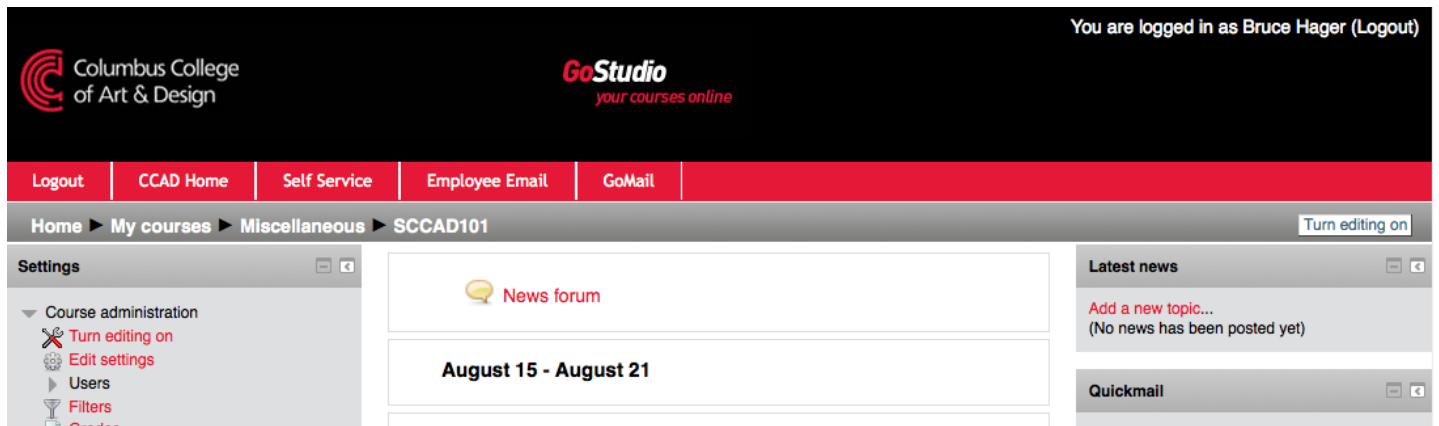 You are logged in as Bruce Hager (Logout)
Columbus College
of Art & Design
GoStudio
your courses online
Logout CCAD Home Self Service Employee Email GoMail
Home ► My courses ► Miscellaneous ► SCCAD101
Turn editing on
Settings
Course administration
Turn editing on
Edit settings
Users
Filters
News forum
August 15 - August 21
Latest news
Add a new topic...
(No news has been posted yet)
Quickmail